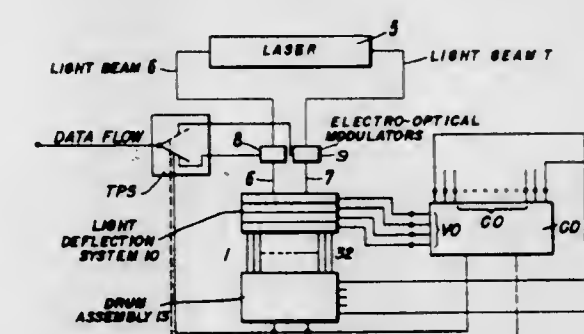 5
LASER
LIGHT BEAM 6
LIGHT BEAM 7
ELECTRO-OPTICAL
MODULATORS
DATA FLOW
8
9
6
7
TPS
LIGHT
DEFLECTION
SYSTEM 10
VO
CO
CD
1
32
DRUM
ASSEMBLY 13